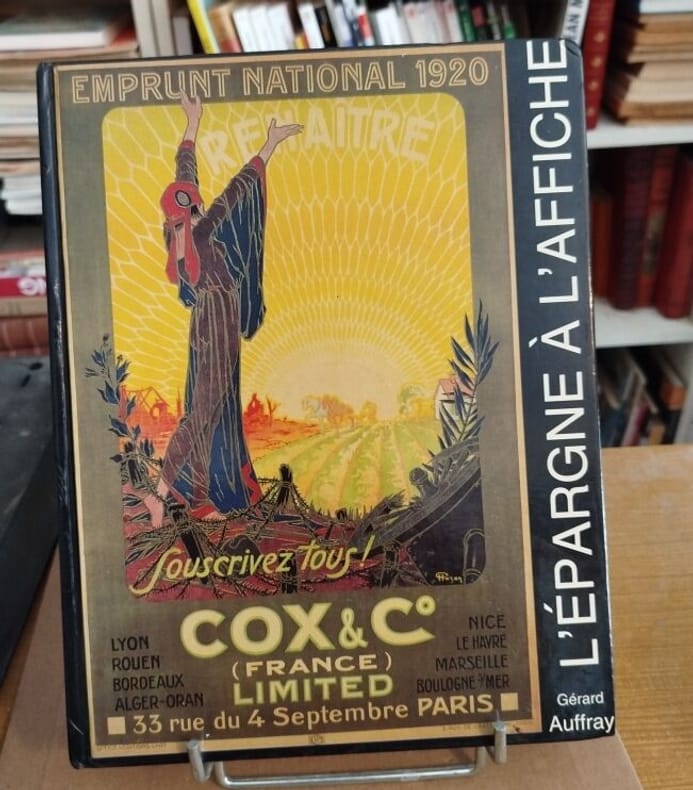 EMPRUNT NATIONAL 1920
RENAITRE
Souscrivez tous!
COX & Cº
(FRANCE)
LIMITED
LYON
ROUEN
BORDEAUX
ALGER-ORAN
NICE
LE HAVRE
MARSEILLE
BOULOGNE S/MER
33 rue du 4 Septembre PARIS
L'ÉPARGNE À L'AFFICHE
Gérard
Auffray